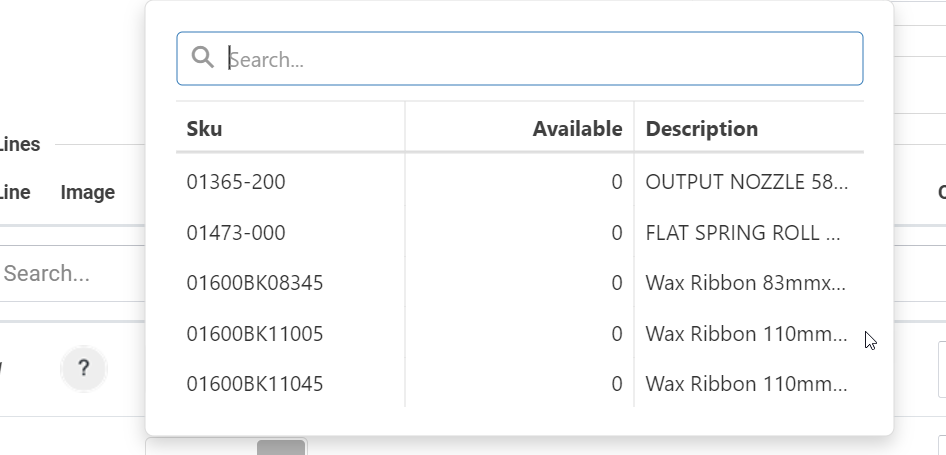 Search...
Sku Available Description
01365-200 0 OUTPUT NOZZLE 58...
01473-000 0 FLAT SPRING ROLL ...
01600BK08345 0 Wax Ribbon 83mmx...
01600BK11005 0 Wax Ribbon 110mm...
01600BK11045 0 Wax Ribbon 110mm...
Lines
Line Image
Search...
?